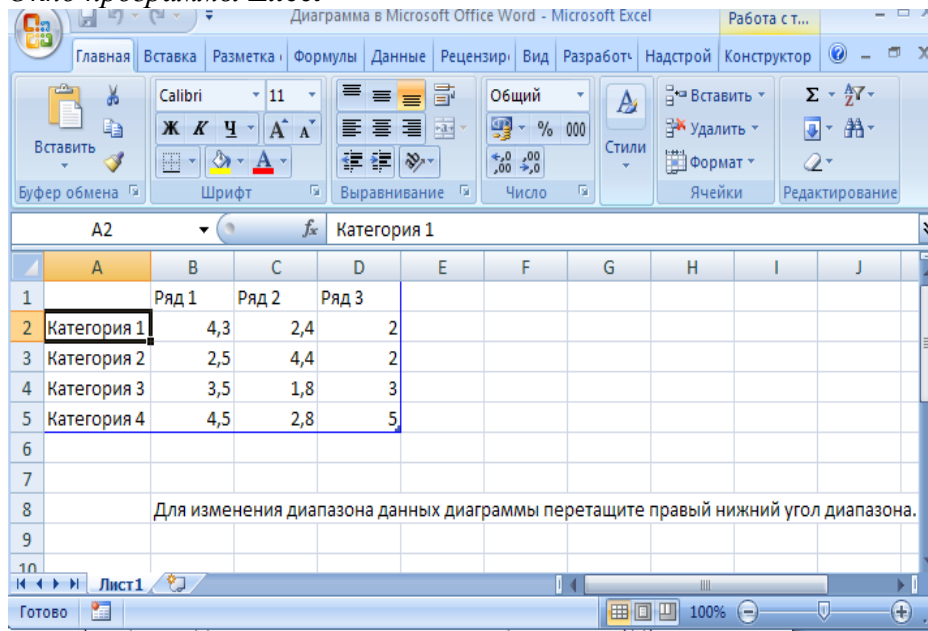 Окно программы Excel
Диаграмма в Microsoft Office Word - Microsoft Excel Работа с т...
Главная Вставка Разметка Формулы Данные Рецензир Вид Разработ Надстрой Конструктор
Calibri 11 Общий Вставить Σ
Ж К Ч A A % 000 Удалить
Вставить Стили Формат
Буфер обмена Шрифт Выравнивание Число Ячейки Редактирование
A2 fx Категория 1
A B C D E F G H I J
1 Ряд 1 Ряд 2 Ряд 3
2 Категория 1 4,3 2,4 2
3 Категория 2 2,5 4,4 2
4 Категория 3 3,5 1,8 3
5 Категория 4 4,5 2,8 5
6
7
8 Для изменения диапазона данных диаграммы перетащите правый нижний угол диапазона.
9
10
Лист1
Готово 100%